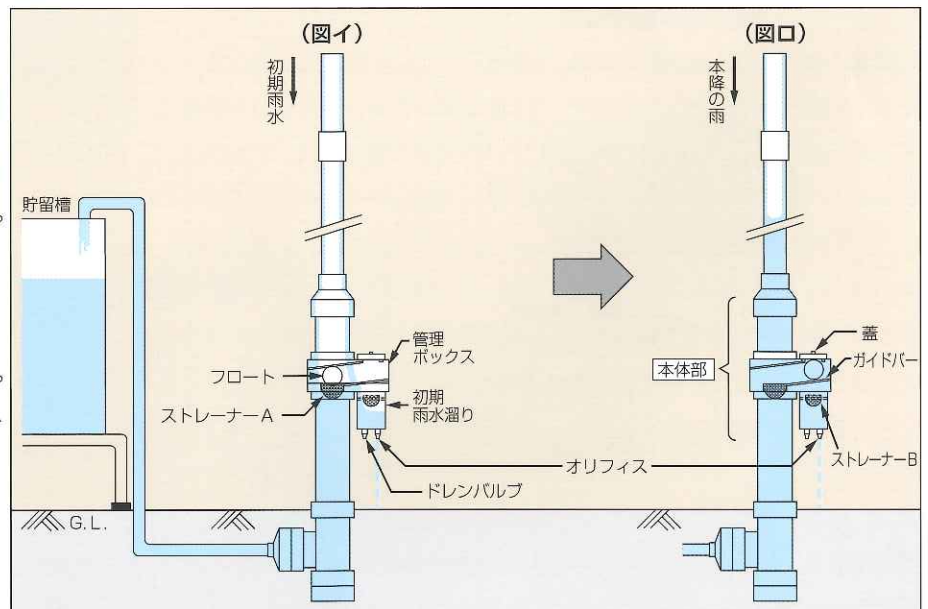 (図イ)
初期雨水
(図ロ)
本降の雨
貯留槽
管理
ボックス
フロート
ストレーナーA
初期
雨水溜り
ドレンバルブ
オリフィス
G.L.
本体部
蓋
ガイドバー
ストレーナーB